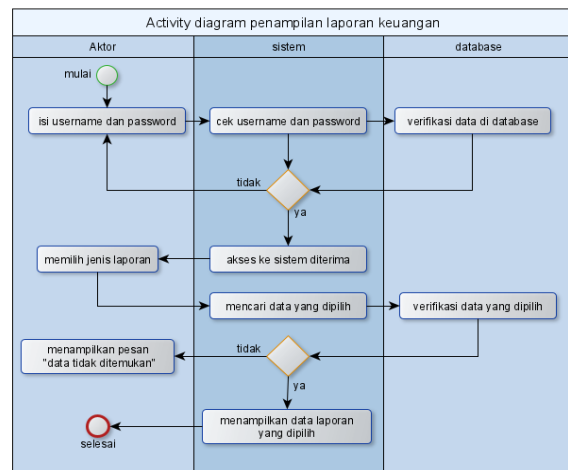 Activity diagram penampilan laporan keuangan
Aktor
sistem
database
mulai
isi username dan password
cek username dan password
verifikasi data di database
tidak
ya
memilih jenis laporan
akses ke sistem diterima
mencari data yang dipilih
verifikasi data yang dipilih
menampilkan pesan
"data tidak ditemukan"
tidak
ya
menampilkan data laporan
yang dipilih
selesai